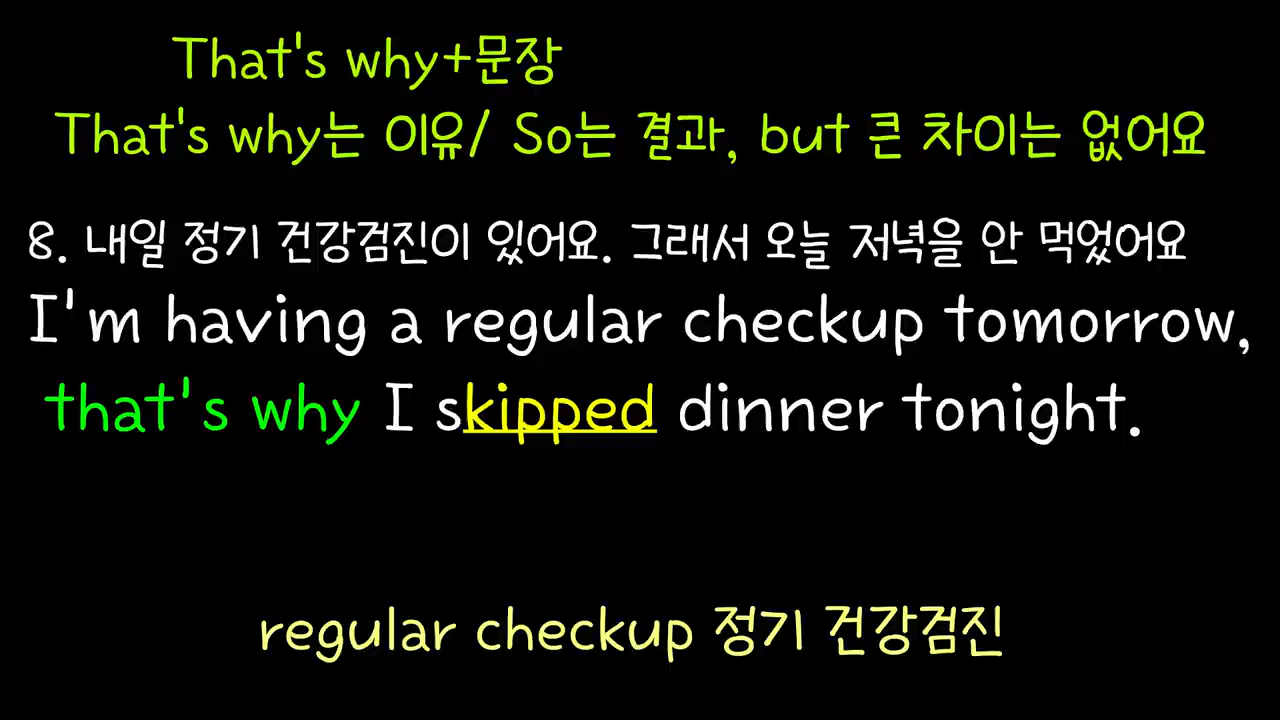 That's why+문장
That's why는 이유/ So는 결과, but 큰 차이는 없어요
8. 내일 정기 건강검진이 있어요. 그래서 오늘 저녁을 안 먹었어요
I'm having a regular checkup tomorrow,
that's why I skipped dinner tonight.
regular checkup 정기 건강검진